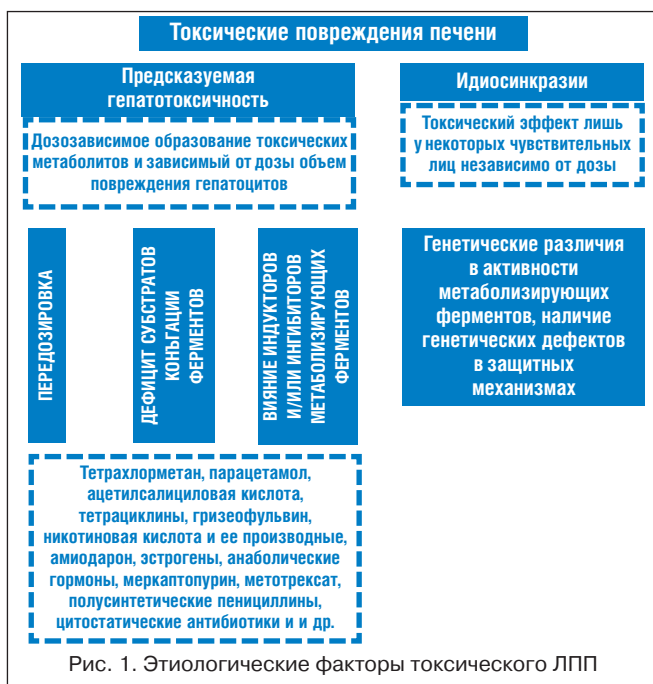 Токсические повреждения печени
Предсказуемая
гепатотоксичность
Дозозависимое образование токсических
метаболитов и зависимый от дозы объем
повреждения гепатоцитов
Идиосинкразии
Токсический эффект лишь
у некоторых чувствительных
лиц независимо от дозы
ПЕРЕДОЗИРОВКА
ДЕФИЦИТ СУБСТРАТОВ
КОНЬГАЦИИ
ФЕРМЕНТОВ
ВИЯНИЕ ИНДУКТОРОВ
И/ИЛИ ИНГИБИТОРОВ
МЕТАБОЛИЗИРУЮЩИХ
ФЕРМЕНТОВ
Генетические различия
в активности
метаболизирующих
ферментов, наличие
генетических дефектов
в защитных
механизмах
Тетрахлорметан, парацетамол,
ацетилсалициловая кислота,
тетрациклины, гризеофульвин,
никотиновая кислота и ее производные,
амиодарон, эстрогены, анаболические
гормоны, меркаптопурин, метотрексат,
полусинтетические пенициллины,
цитостатические антибиотики и и др.
Рис. 1. Этиологические факторы токсического ЛПП